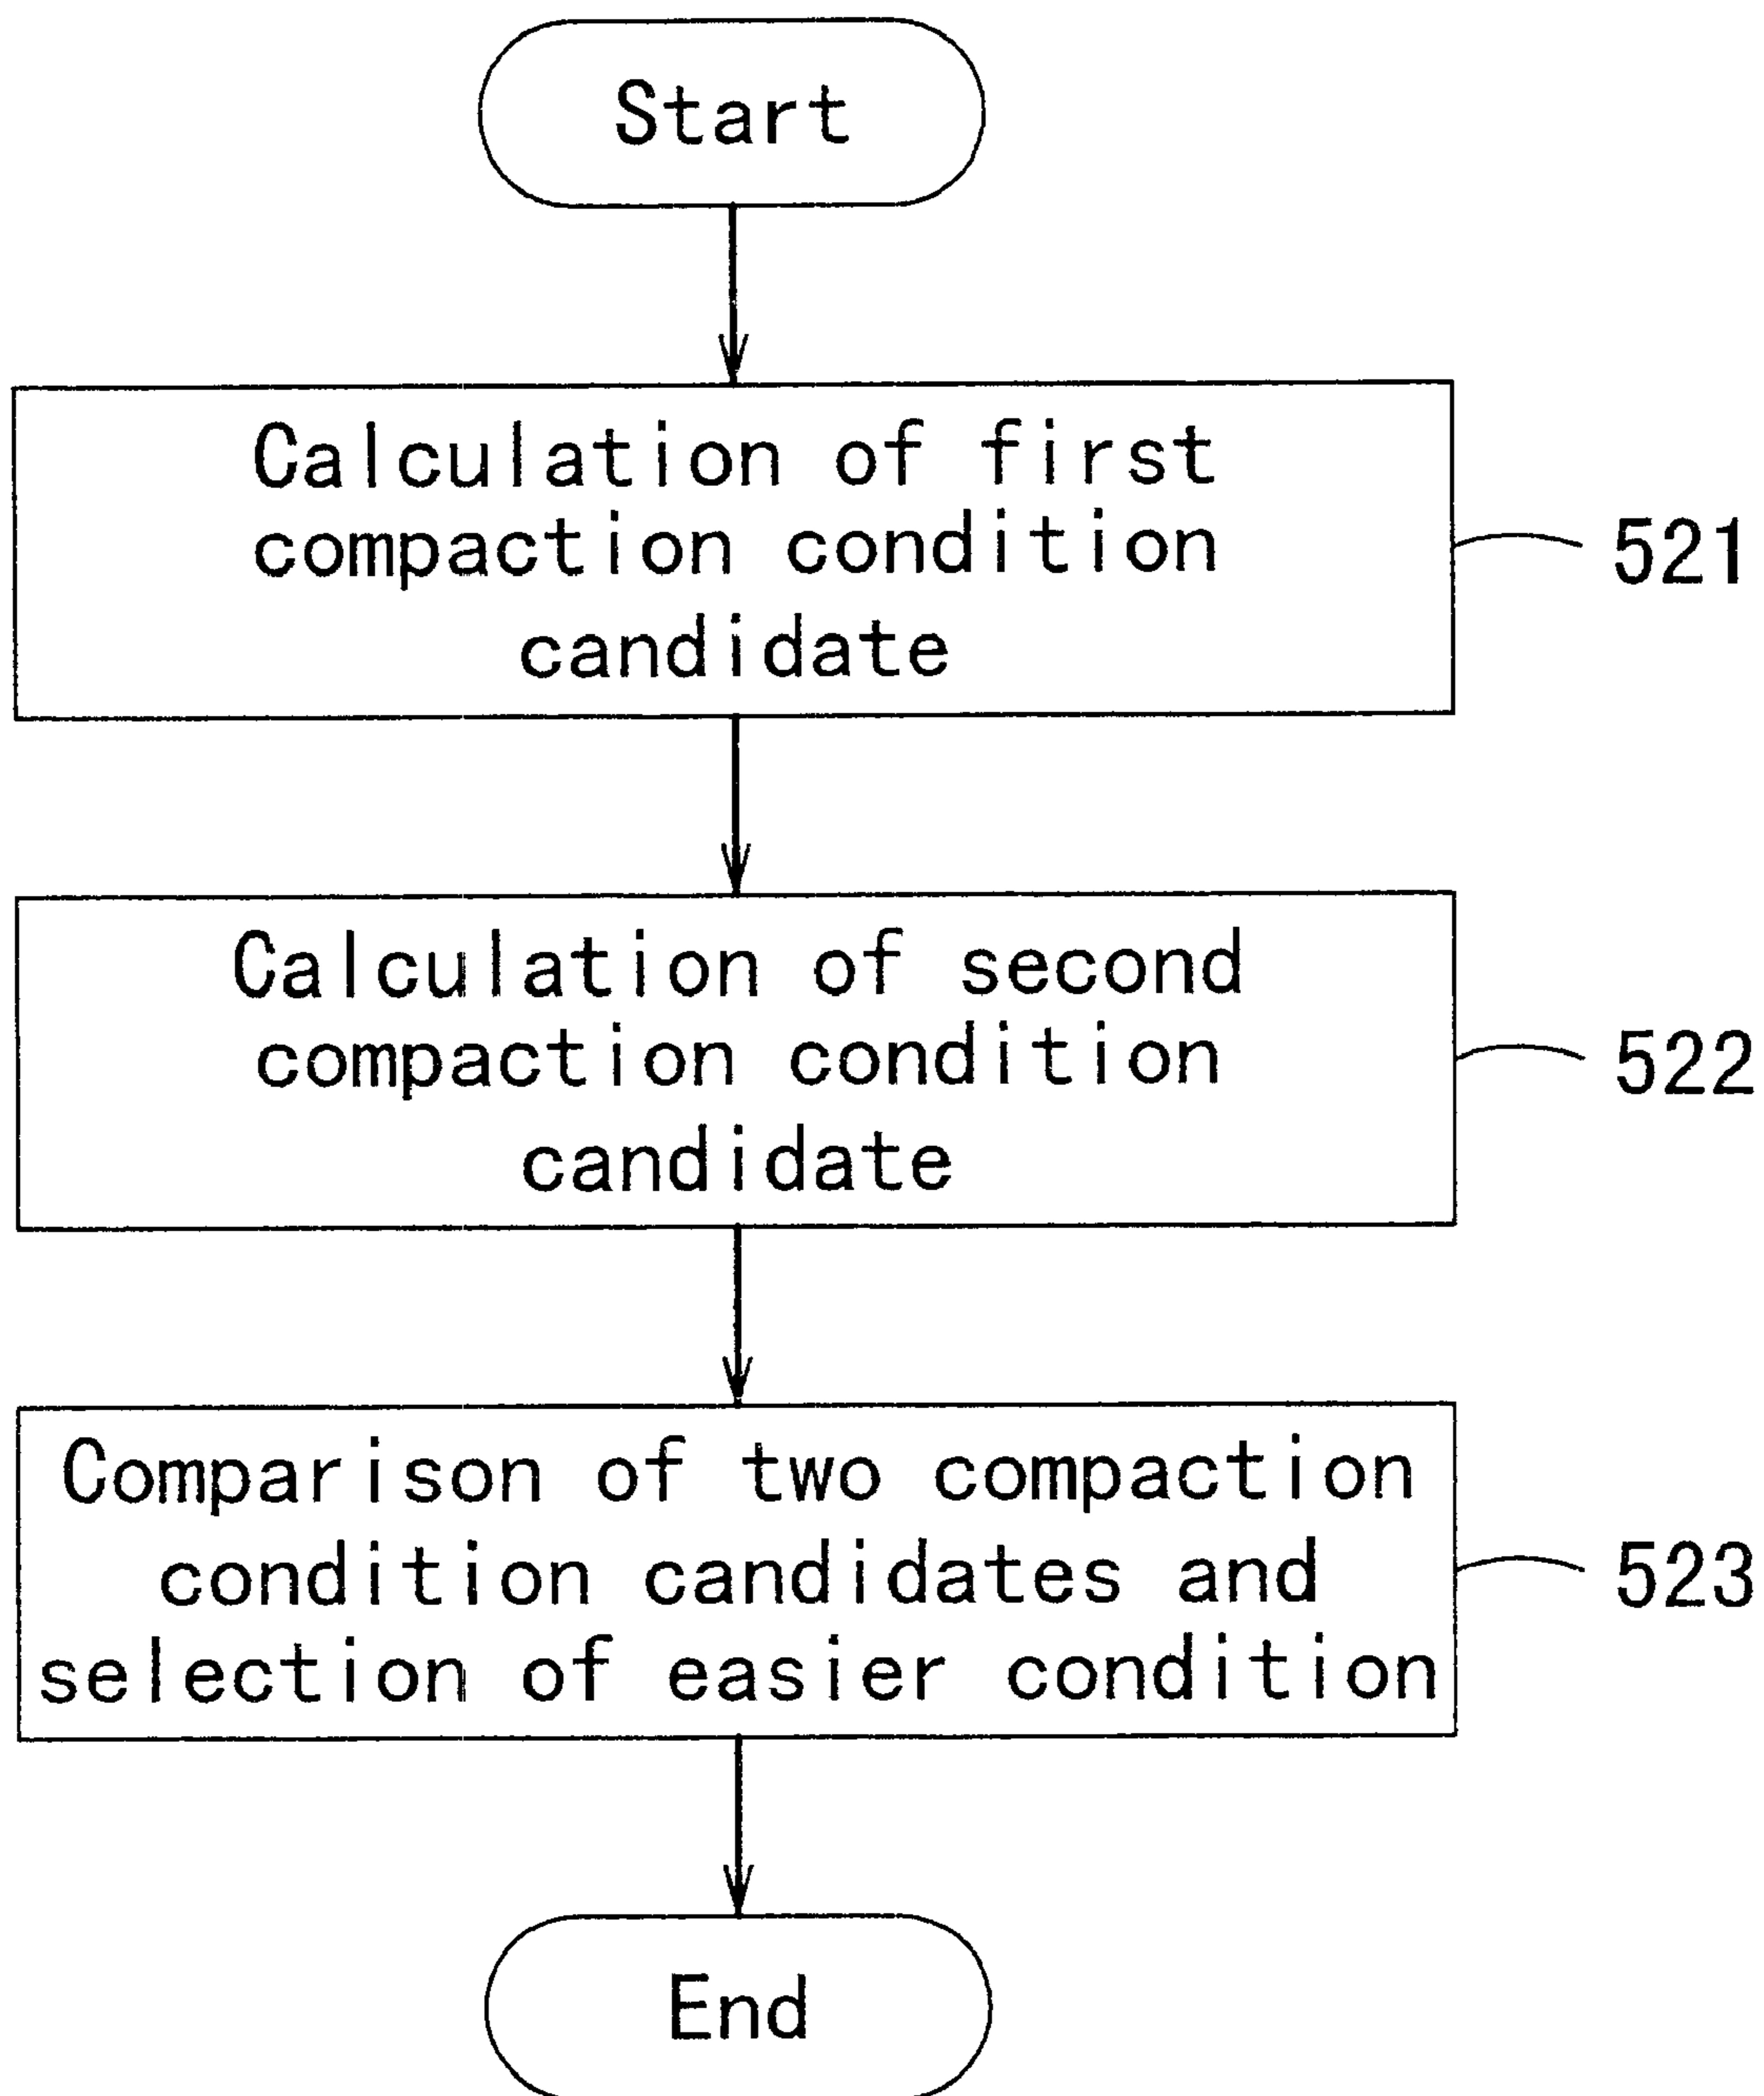 Start
Calculation of first
compaction condition
candidate
521
Calculation of second
compaction condition
candidate
522
Comparison of two compaction
condition candidates and
selection of easier condition
523
End